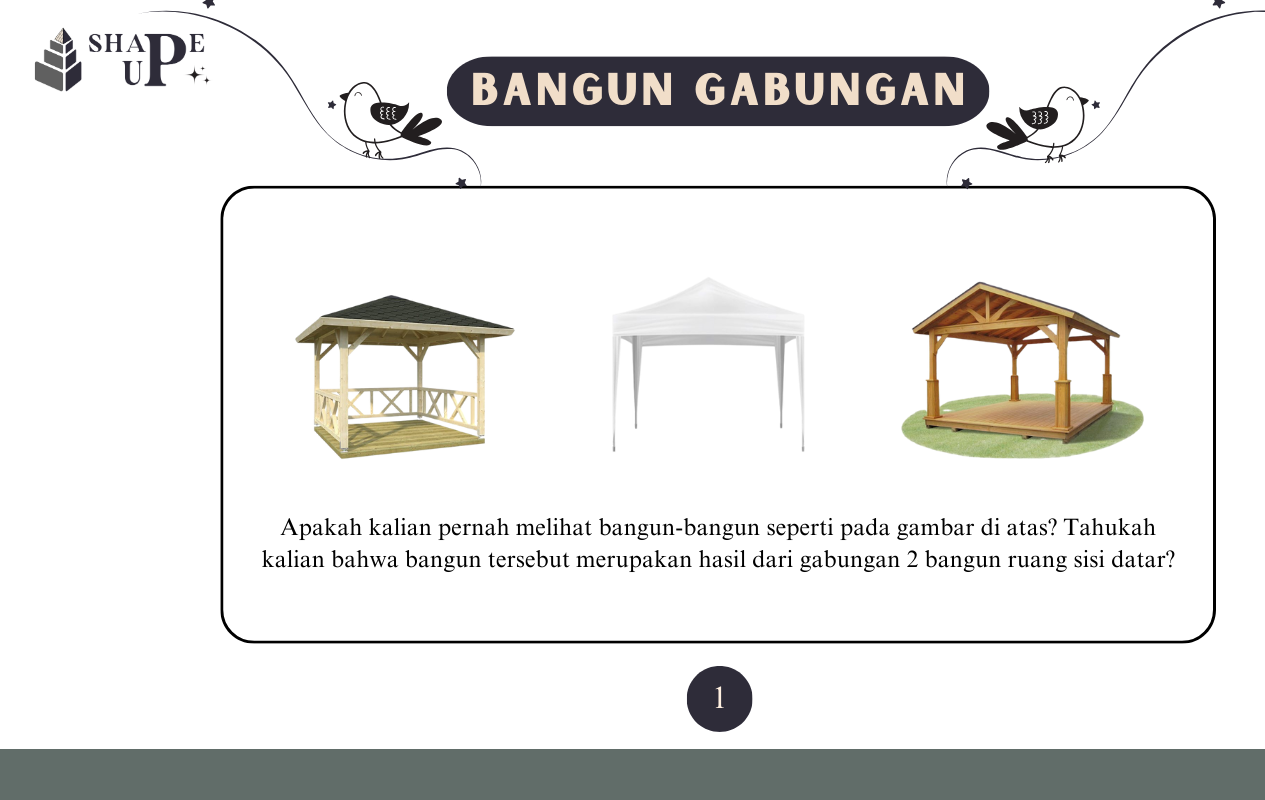 SHAPE
UP
BANGUN GABUNGAN
Apakah kalian pernah melihat bangun-bangun seperti pada gambar di atas? Tahukah
kalian bahwa bangun tersebut merupakan hasil dari gabungan 2 bangun ruang sisi datar?
1